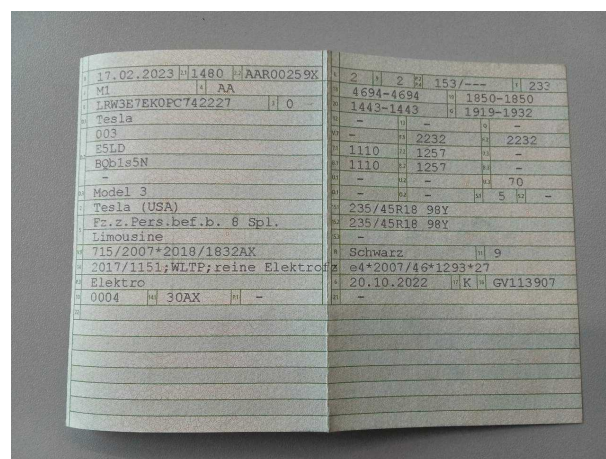 17.02.2023 1480 AAR00259X
M1 AA
LRW3E7EK0PC742227 0
Tesla
003
E5LD
BQb1s5N
-
Model 3
Tesla (USA)
Fz.z.Pers.bef.b. 8 Spl.
Limousine
715/2007*2018/1832AX
2017/1151;WLTP;reine Elektrofz
Elektro
0004 30AX -
2 2 153/--- 233
4694-4694 1850-1850
1443-1443 1919-1932
- - -
- 2232 2232
1110 1257 -
1110 1257 -
- - 70
- - 5 -
235/45R18 98Y
235/45R18 98Y
-
Schwarz 9
e4*2007/46*1293*27
20.10.2022 K GV113907
-